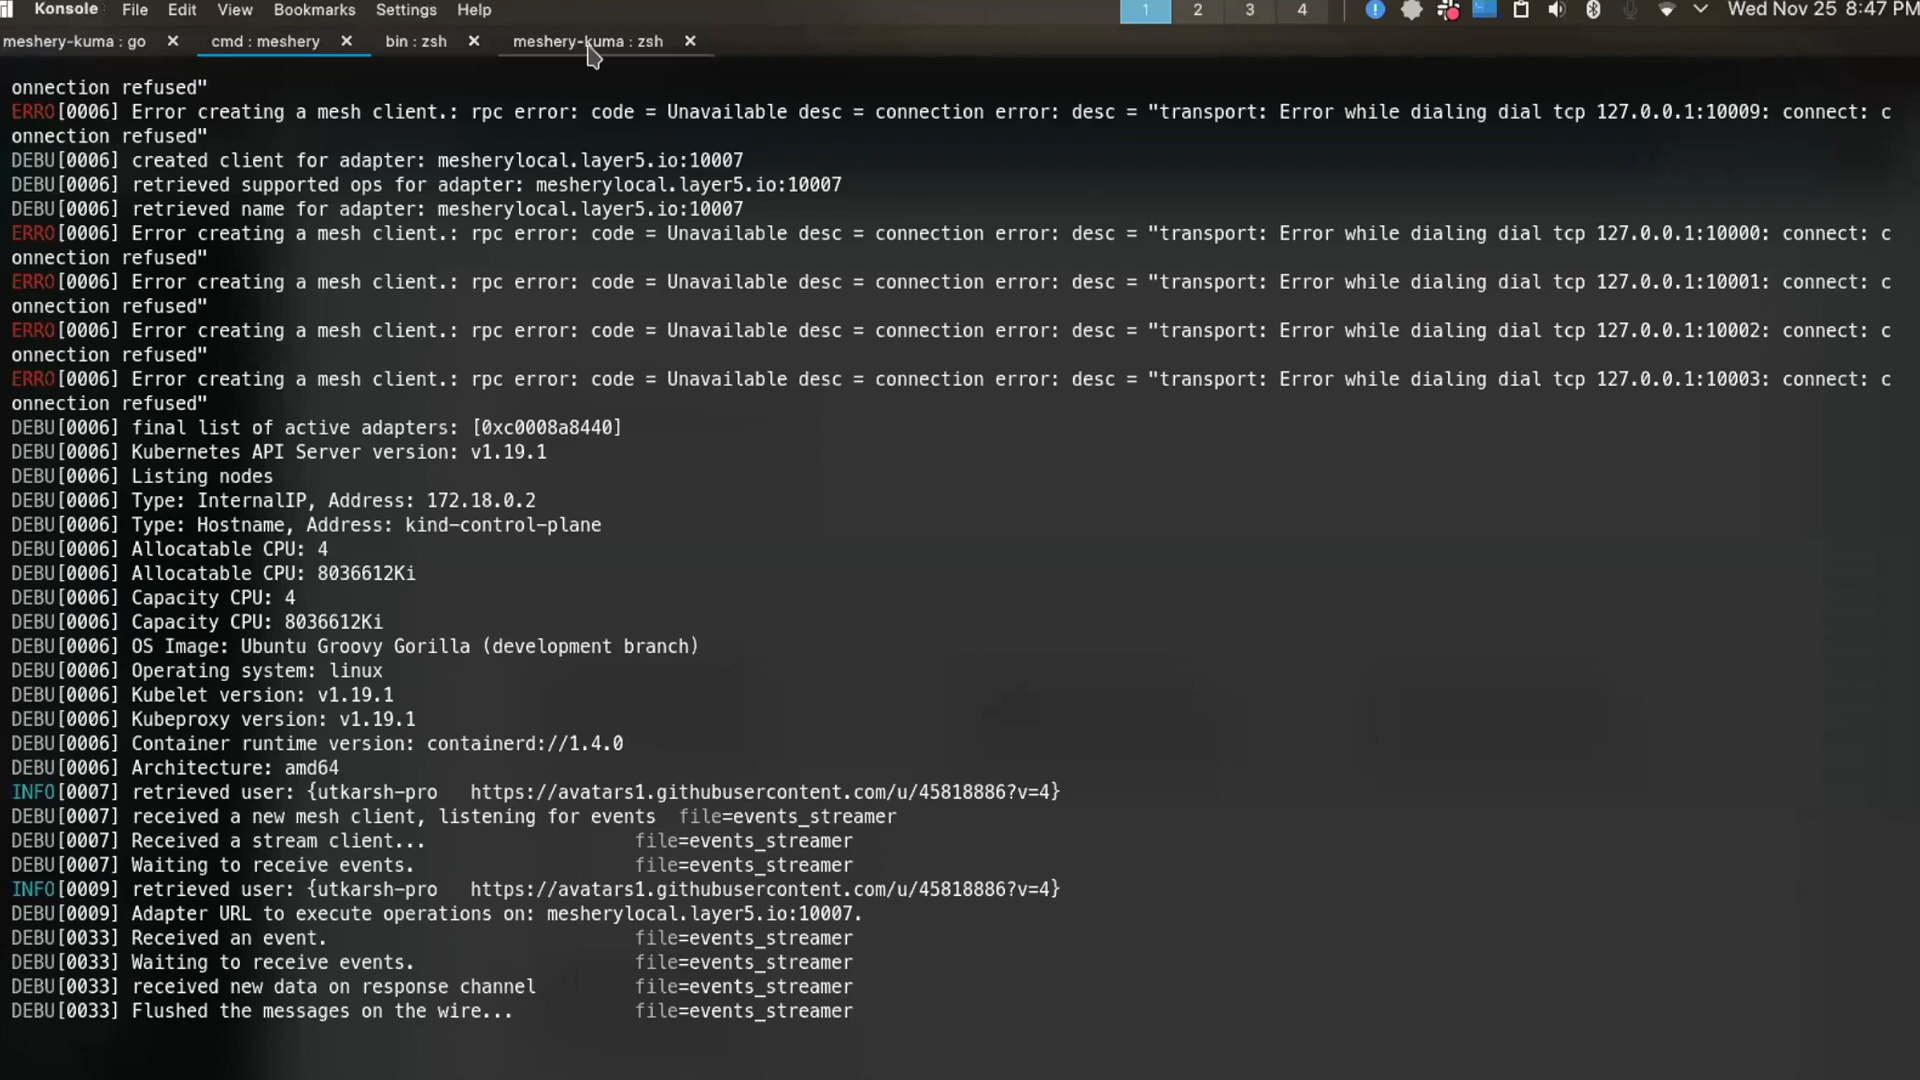 Konsole File Edit View Bookmarks Settings Help 1 2 3 4 Wed Nov 25 8:47 PM
meshery-kuma : go × cmd : meshery × bin : zsh × meshery-kuma : zsh ×
onnection refused"
ERRO[0006] Error creating a mesh client.: rpc error: code = Unavailable desc = connection error: desc = "transport: Error while dialing dial tcp 127.0.0.1:10009: connect: c
onnection refused"
DEBU[0006] created client for adapter: mesherylocal.layer5.io:10007
DEBU[0006] retrieved supported ops for adapter: mesherylocal.layer5.io:10007
DEBU[0006] retrieved name for adapter: mesherylocal.layer5.io:10007
ERRO[0006] Error creating a mesh client.: rpc error: code = Unavailable desc = connection error: desc = "transport: Error while dialing dial tcp 127.0.0.1:10000: connect: c
onnection refused"
ERRO[0006] Error creating a mesh client.: rpc error: code = Unavailable desc = connection error: desc = "transport: Error while dialing dial tcp 127.0.0.1:10001: connect: c
onnection refused"
ERRO[0006] Error creating a mesh client.: rpc error: code = Unavailable desc = connection error: desc = "transport: Error while dialing dial tcp 127.0.0.1:10002: connect: c
onnection refused"
ERRO[0006] Error creating a mesh client.: rpc error: code = Unavailable desc = connection error: desc = "transport: Error while dialing dial tcp 127.0.0.1:10003: connect: c
onnection refused"
DEBU[0006] final list of active adapters: [0xc0008a8440]
DEBU[0006] Kubernetes API Server version: v1.19.1
DEBU[0006] Listing nodes
DEBU[0006] Type: InternalIP, Address: 172.18.0.2
DEBU[0006] Type: Hostname, Address: kind-control-plane
DEBU[0006] Allocatable CPU: 4
DEBU[0006] Allocatable CPU: 8036612Ki
DEBU[0006] Capacity CPU: 4
DEBU[0006] Capacity CPU: 8036612Ki
DEBU[0006] OS Image: Ubuntu Groovy Gorilla (development branch)
DEBU[0006] Operating system: linux
DEBU[0006] Kubelet version: v1.19.1
DEBU[0006] Kubeproxy version: v1.19.1
DEBU[0006] Container runtime version: containerd://1.4.0
DEBU[0006] Architecture: amd64
INFO[0007] retrieved user: {utkarsh-pro https://avatars1.githubusercontent.com/u/45818886?v=4}
DEBU[0007] received a new mesh client, listening for events file=events_streamer
DEBU[0007] Received a stream client... file=events_streamer
DEBU[0007] Waiting to receive events. file=events_streamer
INFO[0009] retrieved user: {utkarsh-pro https://avatars1.githubusercontent.com/u/45818886?v=4}
DEBU[0009] Adapter URL to execute operations on: mesherylocal.layer5.io:10007.
DEBU[0033] Received an event. file=events_streamer
DEBU[0033] Waiting to receive events. file=events_streamer
DEBU[0033] received new data on response channel file=events_streamer
DEBU[0033] Flushed the messages on the wire... file=events_streamer